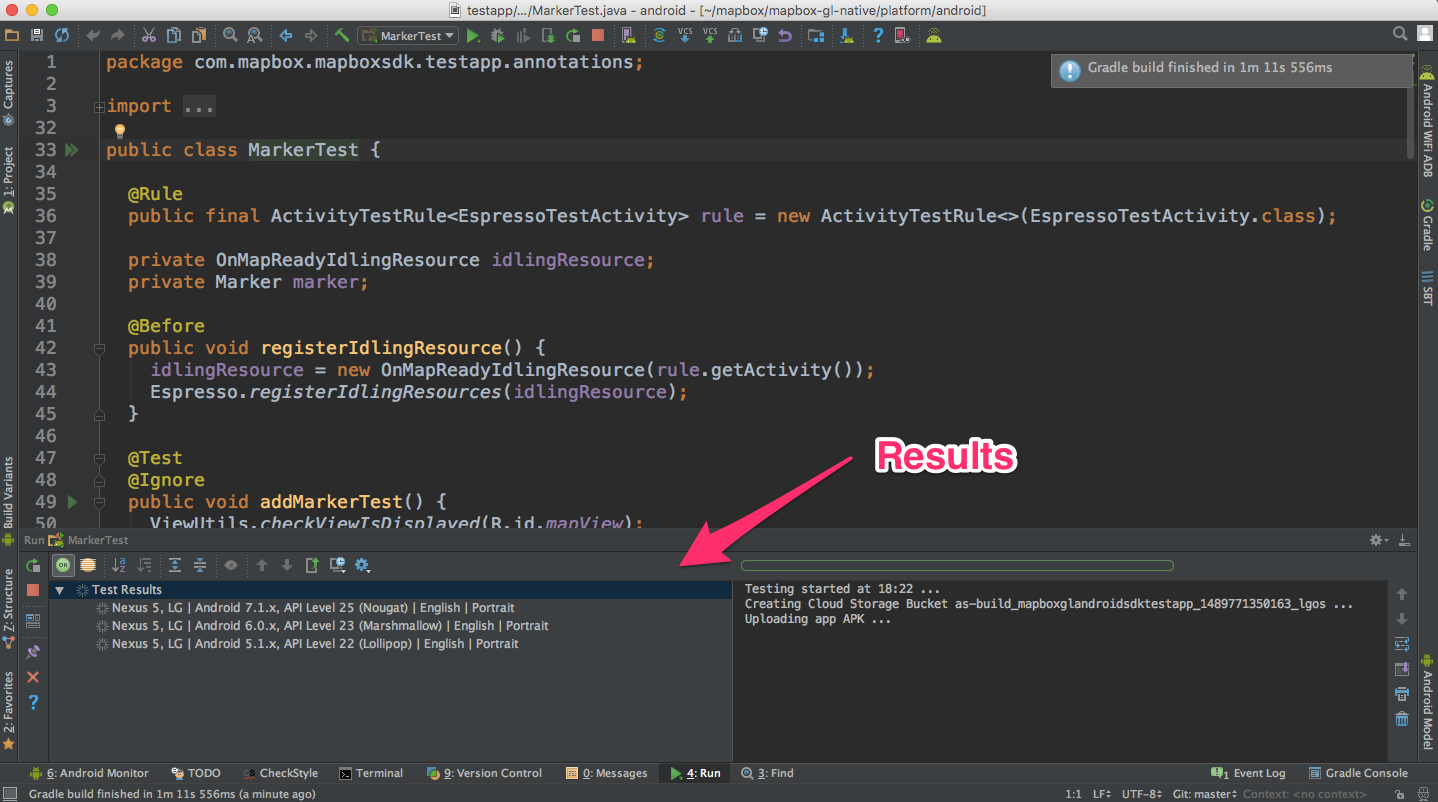 testapp/.../MarkerTest.java - android - [~/mapbox/mapbox-gl-native/platform/android]
MarkerTest
VCS VCS
Gradle build finished in 1m 11s 556ms
1 package com.mapbox.mapboxsdk.testapp.annotations;
2
3 import ...
32
33 public class MarkerTest {
34
35 @Rule
36 public final ActivityTestRule<EspressoTestActivity> rule = new ActivityTestRule<>(EspressoTestActivity.class);
37
38 private OnMapReadyIdlingResource idlingResource;
39 private Marker marker;
40
41 @Before
42 public void registerIdlingResource() {
43 idlingResource = new OnMapReadyIdlingResource(rule.getActivity());
44 Espresso.registerIdlingResources(idlingResource);
45 }
46
47 @Test
48 @Ignore
49 public void addMarkerTest() {
50 ViewUtils.checkViewIsDisplayed(R.id.mapView);
Results
Captures
1: Project
Build Variants
7: Structure
2: Favorites
Android WiFi ADB
Gradle
SBT
Android Model
Run MarkerTest
OK
Test Results
Nexus 5, LG | Android 7.1.x, API Level 25 (Nougat) | English | Portrait
Nexus 5, LG | Android 6.0.x, API Level 23 (Marshmallow) | English | Portrait
Nexus 5, LG | Android 5.1.x, API Level 22 (Lollipop) | English | Portrait
Testing started at 18:22 ...
Creating Cloud Storage Bucket as-build_mapboxglandroidsdktestapp_1489771350163_lgos ...
Uploading app APK ...
6: Android Monitor TODO CheckStyle Terminal 9: Version Control 0: Messages 4: Run 3: Find 1 Event Log Gradle Console
Gradle build finished in 1m 11s 556ms (a minute ago) 1:1 LF UTF-8 Git: master Context: <no context>